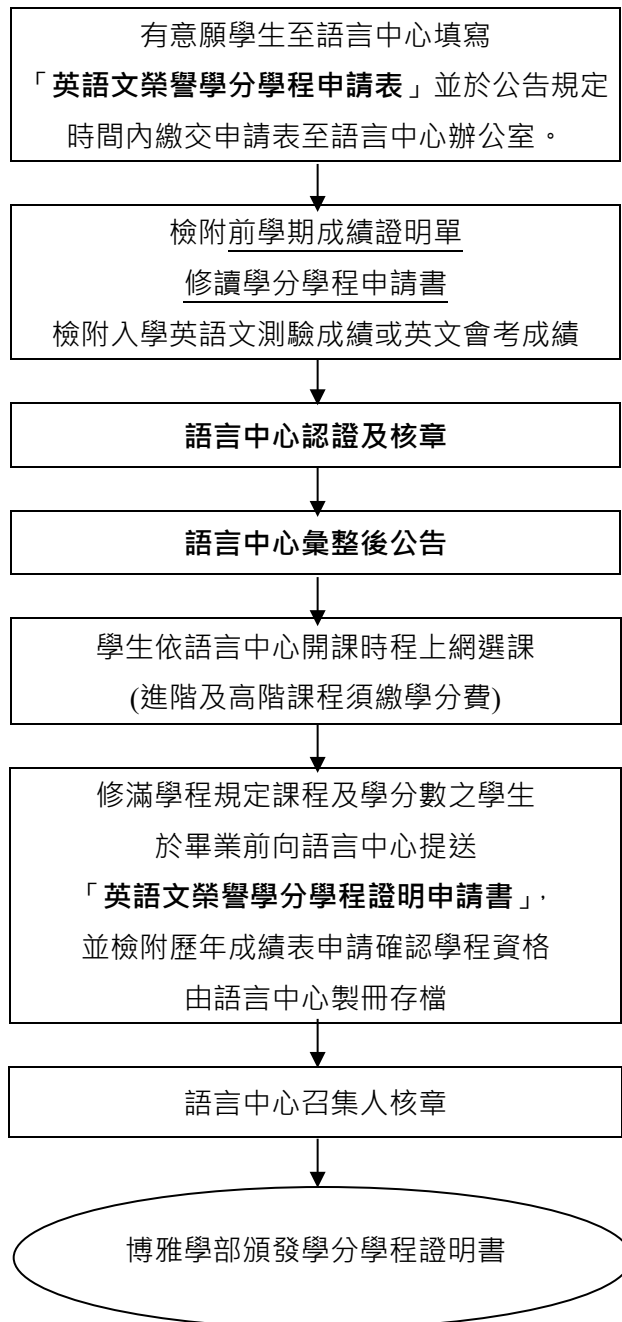 有意願學生至語言中心填寫
「英語文榮譽學分學程申請表」並於公告規定
時間內繳交申請表至語言中心辦公室。
檢附前學期成績證明單
修讀學分學程申請書
檢附入學英語文測驗成績或英文會考成績
語言中心認證及核章
語言中心彙整後公告
學生依語言中心開課時程上網選課
(進階及高階課程須繳學分費)
修滿學程規定課程及學分數之學生
於畢業前向語言中心提送
「英語文榮譽學分學程證明申請書」,
並檢附歷年成績表申請確認學程資格
由語言中心製冊存檔
語言中心召集人核章
博雅學部頒發學分學程證明書